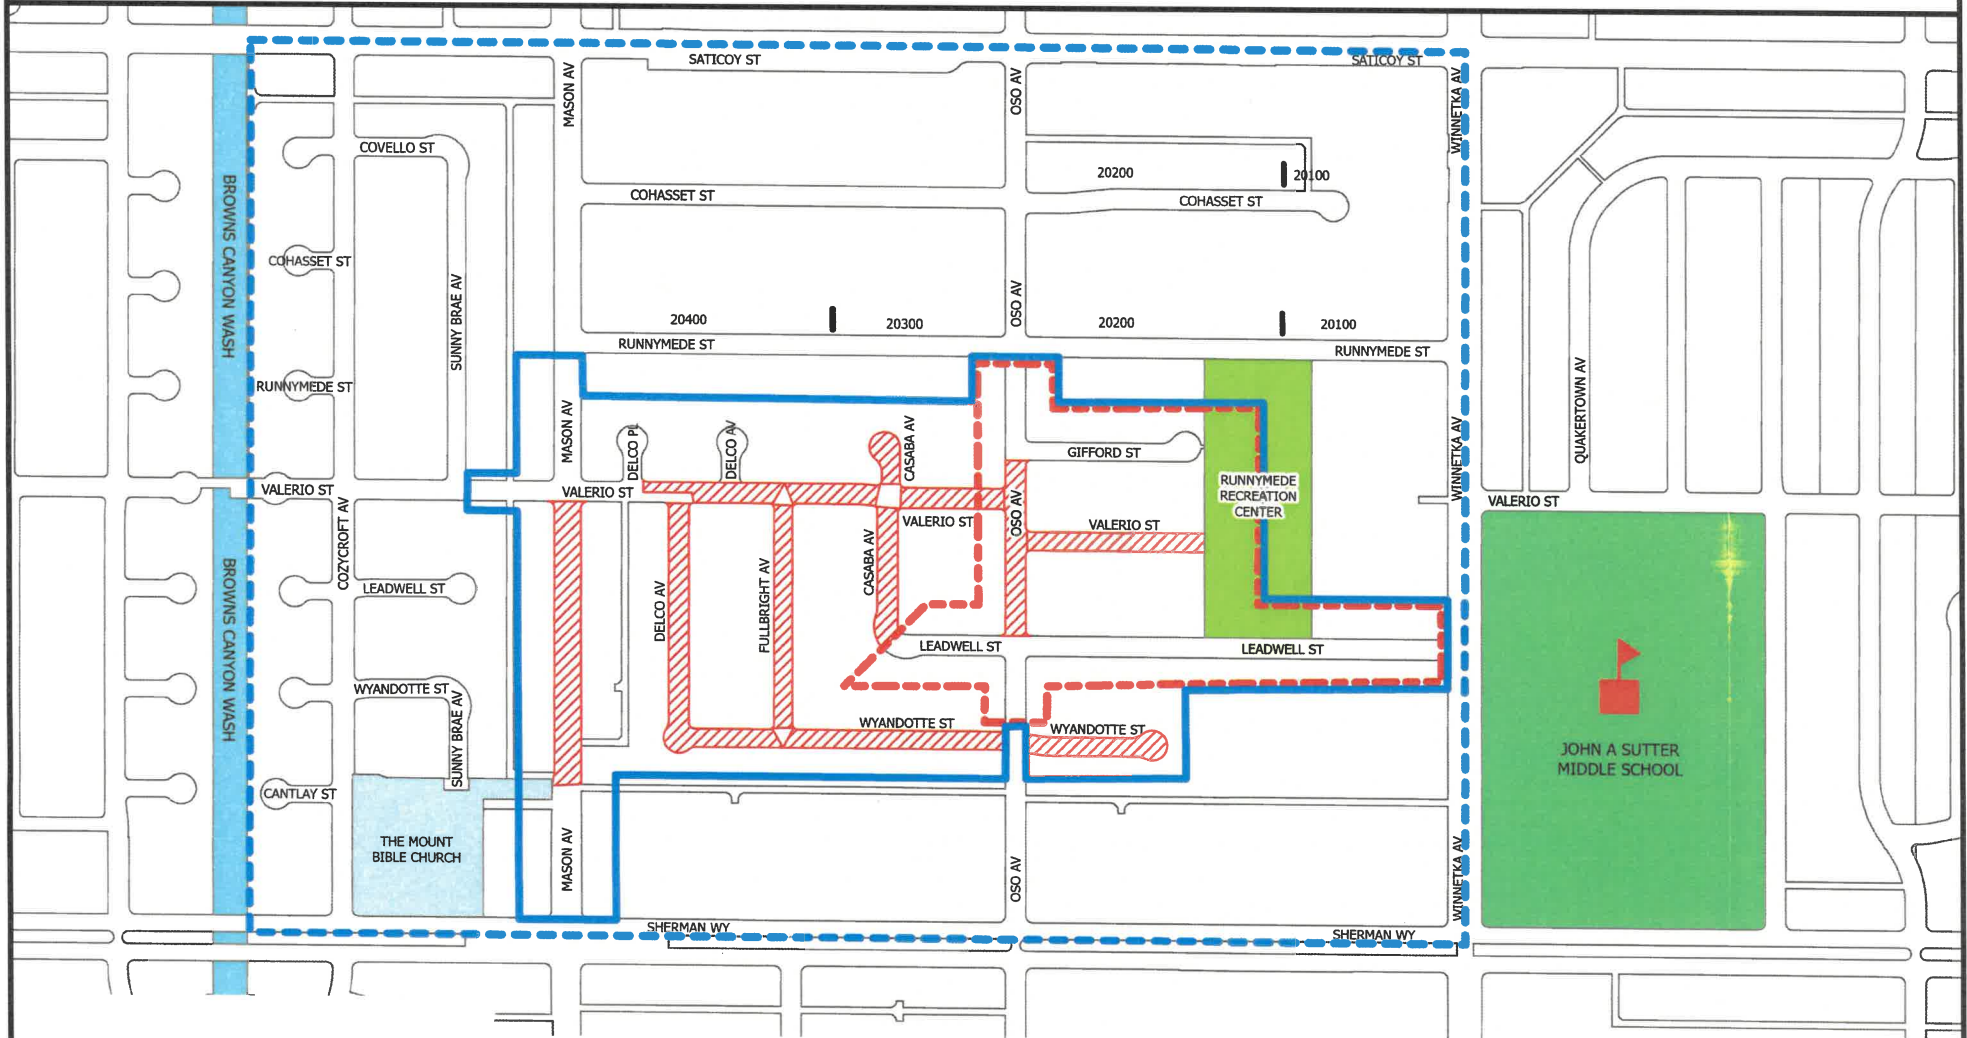 SATICOY ST
SATICOY ST
MASON AV
OSO AV
WINNETKA AV
COVELLO ST
20200
20100
COHASSET ST
COHASSET ST
BROWNS CANYON WASH
COHASSET ST
SUNNY BRAE AV
OSO AV
20400
20300
20200
20100
RUNNYMEDE ST
RUNNYMEDE ST
RUNNYMEDE ST
QUAKERTOWN AV
MASON AV
DELCO PL
DELCO AV
CASABA AV
GIFFORD ST
WINNETKA AV
RUNNYMEDE
RECREATION
CENTER
VALERIO ST
VALERIO ST
VALERIO ST
VALERIO ST
VALERIO ST
OSO AV
COZYCROFT AV
LEADWELL ST
DELCO AV
FULLBRIGHT AV
CASABA AV
BROWNS CANYON WASH
LEADWELL ST
LEADWELL ST
WYANDOTTE ST
SUNNY BRAE AV
WYANDOTTE ST
WYANDOTTE ST
JOHN A SUTTER
MIDDLE SCHOOL
CANTLAY ST
THE MOUNT
BIBLE CHURCH
MASON AV
OSO AV
WINNETKA AV
SHERMAN WY
SHERMAN WY